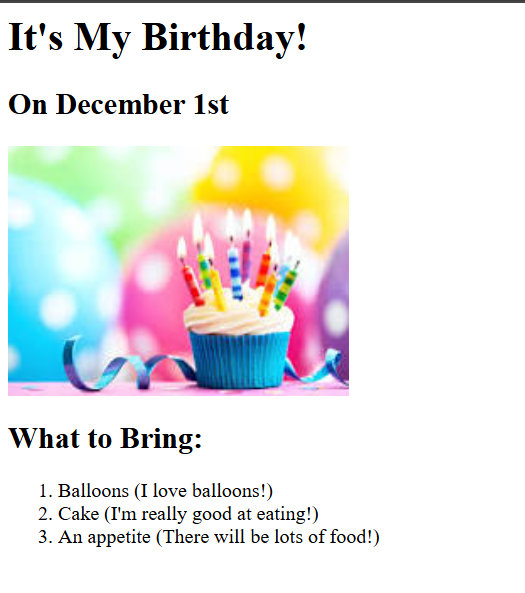 It's My Birthday!
On December 1st
What to Bring:
1. Balloons (I love balloons!)
2. Cake (I'm really good at eating!)
3. An appetite (There will be lots of food!)